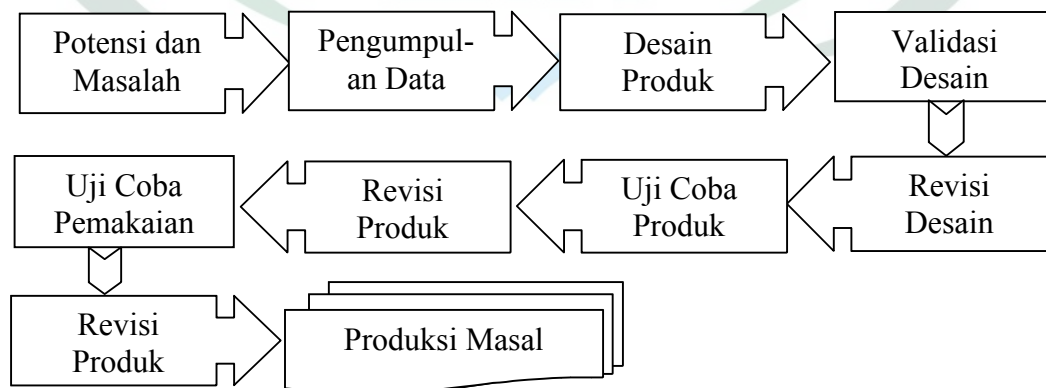 Potensi dan
Masalah
Pengumpul-
an Data
Desain
Produk
Validasi
Desain
Revisi
Desain
Uji Coba
Produk
Revisi
Produk
Uji Coba
Pemakaian
Revisi
Produk
Produksi Masal